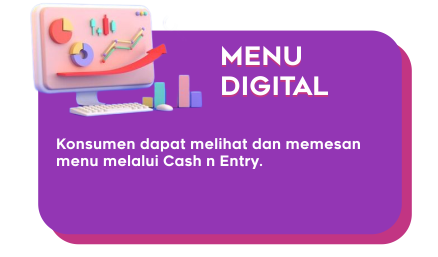 MENU
DIGITAL
Konsumen dapat melihat dan memesan
menu melalui Cash n Entry.